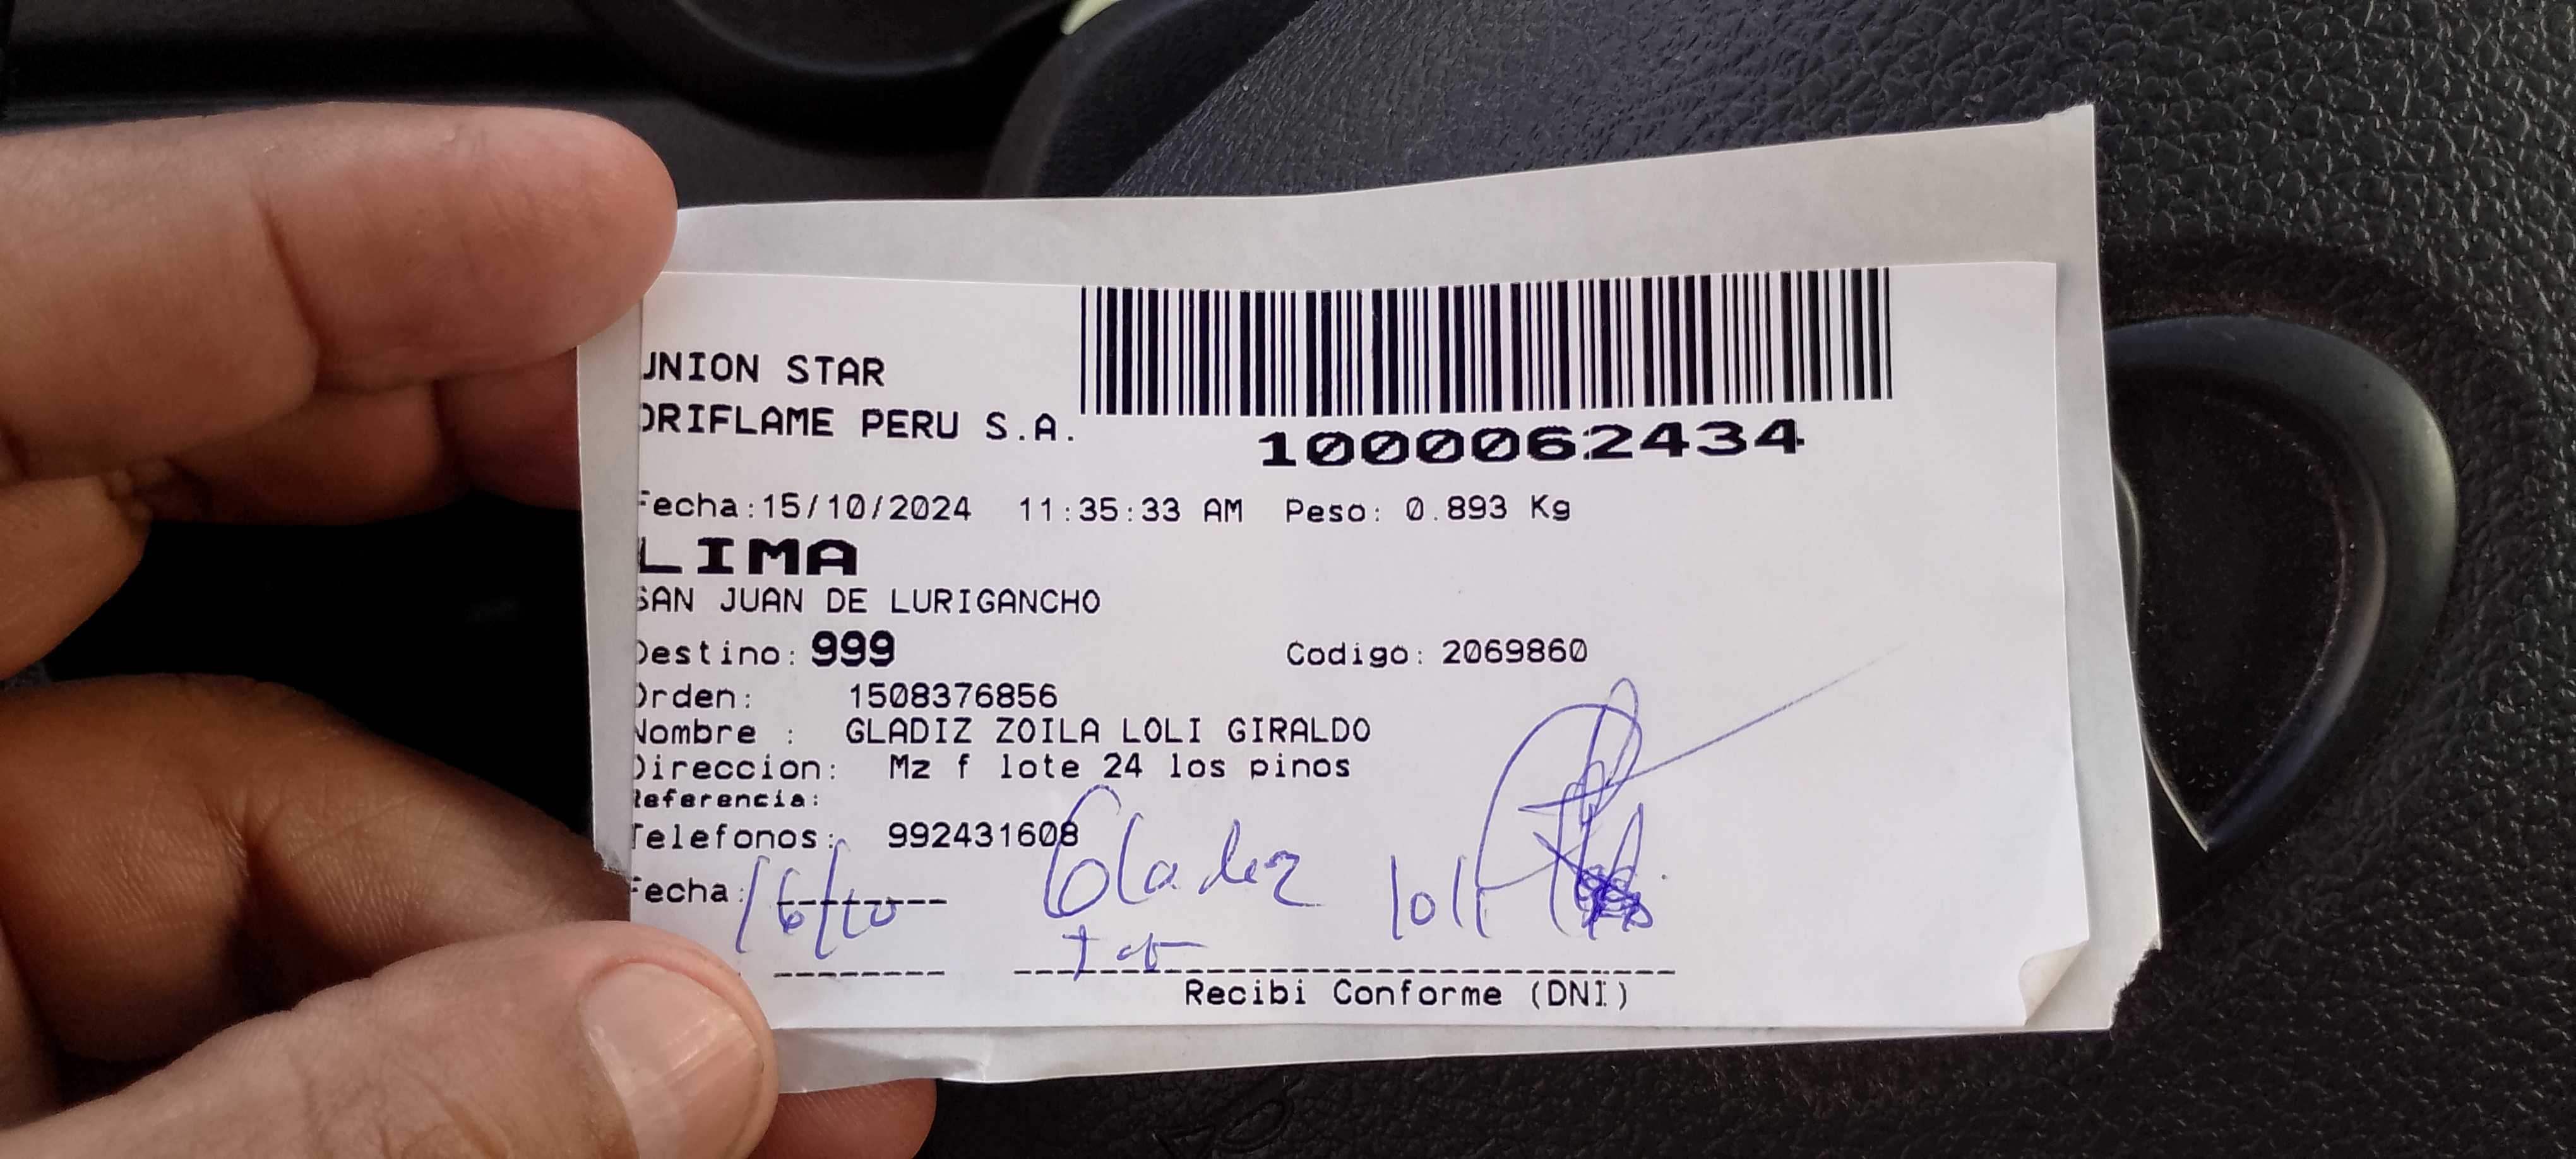 UNION STAR
ORIFLAME PERU S.A.
1000062434
Fecha:15/10/2024 11:35:33 AM Peso: 0.893 Kg
LIMA
SAN JUAN DE LURIGANCHO
Destino: 999 Codigo: 2069860
Orden: 1508376856
Nombre : GLADIZ ZOILA LOLI GIRALDO
Direccion: Mz f lote 24 los pinos
Referencia:
Telefonos: 992431608
Fecha: 16/10 Gladiz loli
Recibi Conforme (DNI)